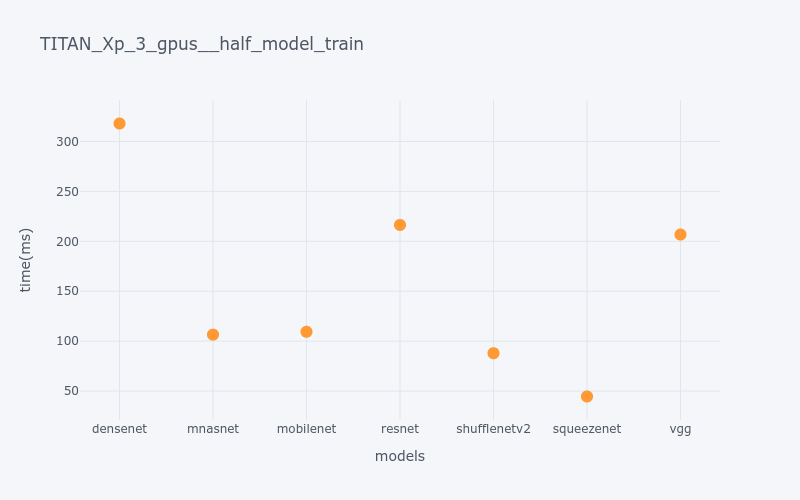 TITAN_Xp_3_gpus__half_model_train
300
250
200
150
100
50
time(ms)
densenet mnasnet mobilenet resnet shufflenetv2 squeezenet vgg
models